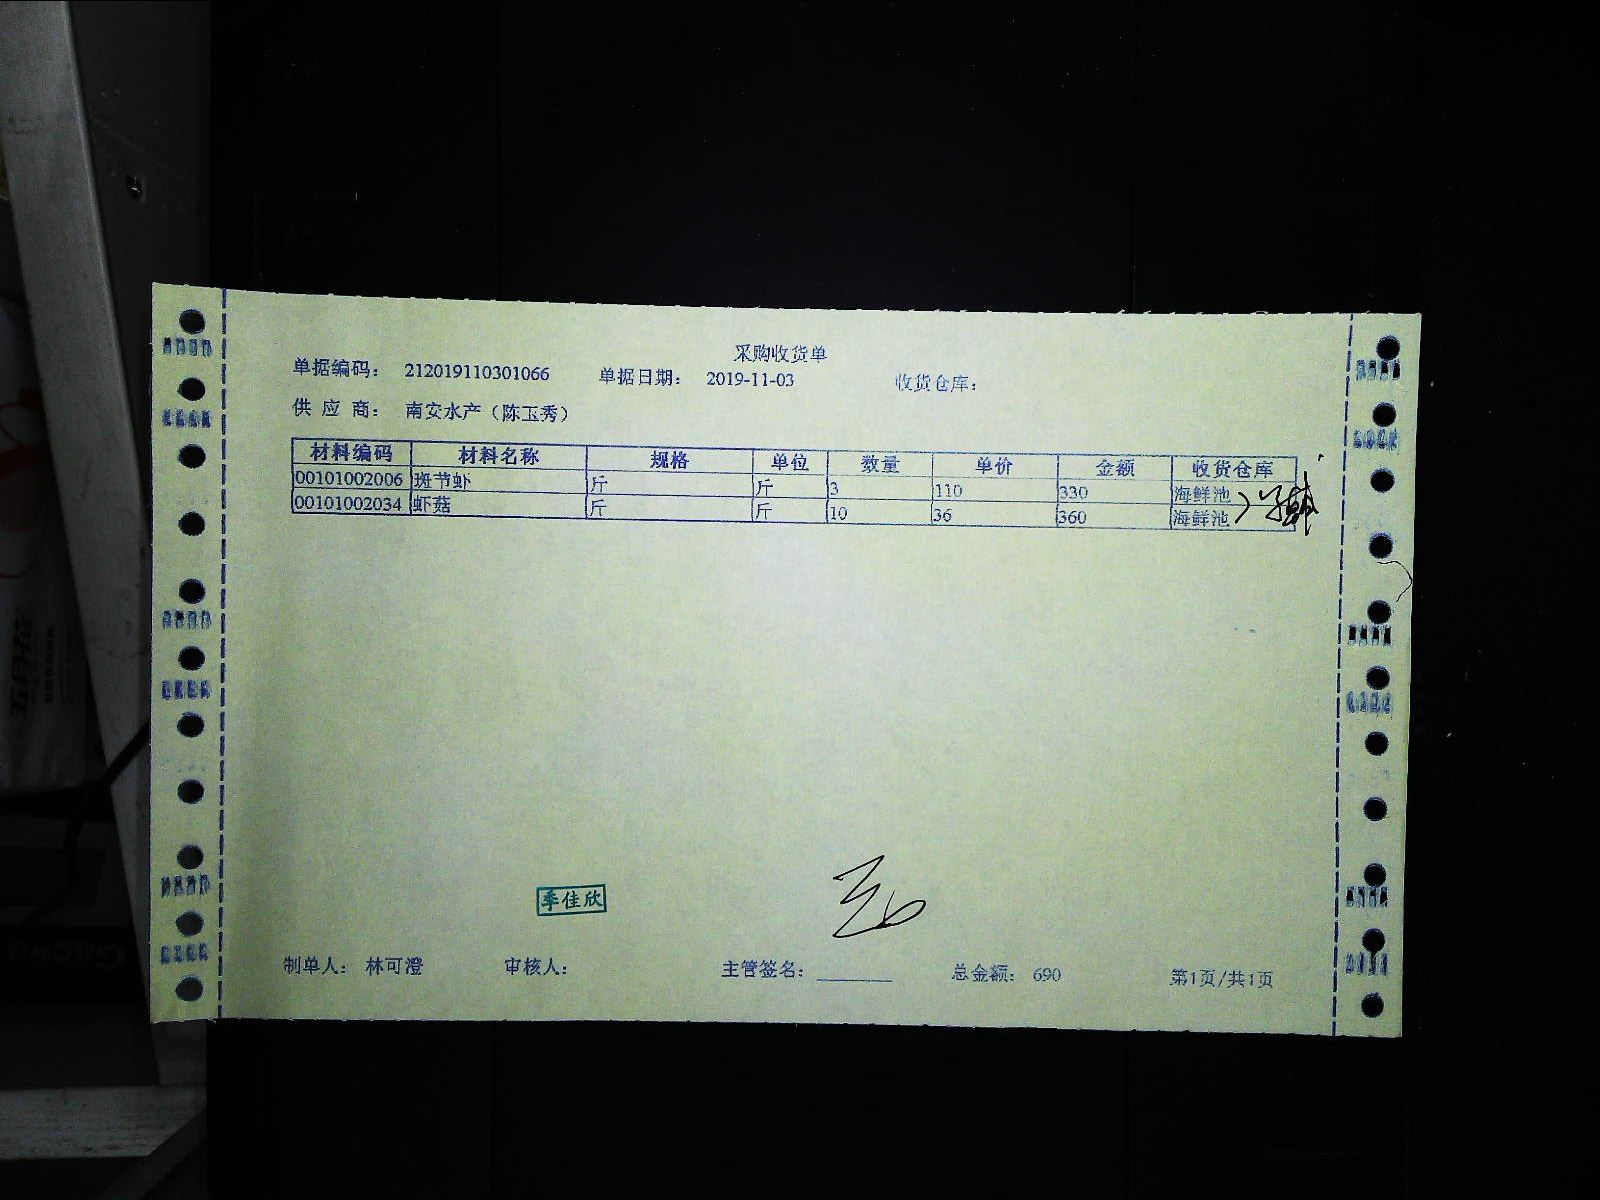 采购收货单
单据编码： 212019110301066 单据日期： 2019-11-03 收货仓库：
供 应 商： 南安水产（陈玉秀）
材料编码 材料名称 规格 单位 数量 单价 金额 收货仓库
00101002006 斑节虾 斤 斤 3 110 330 海鲜池
00101002034 虾菇 斤 斤 10 36 360 海鲜池
季佳欣
制单人： 林可澄 审核人： 主管签名： 总金额： 690 第1页/共1页